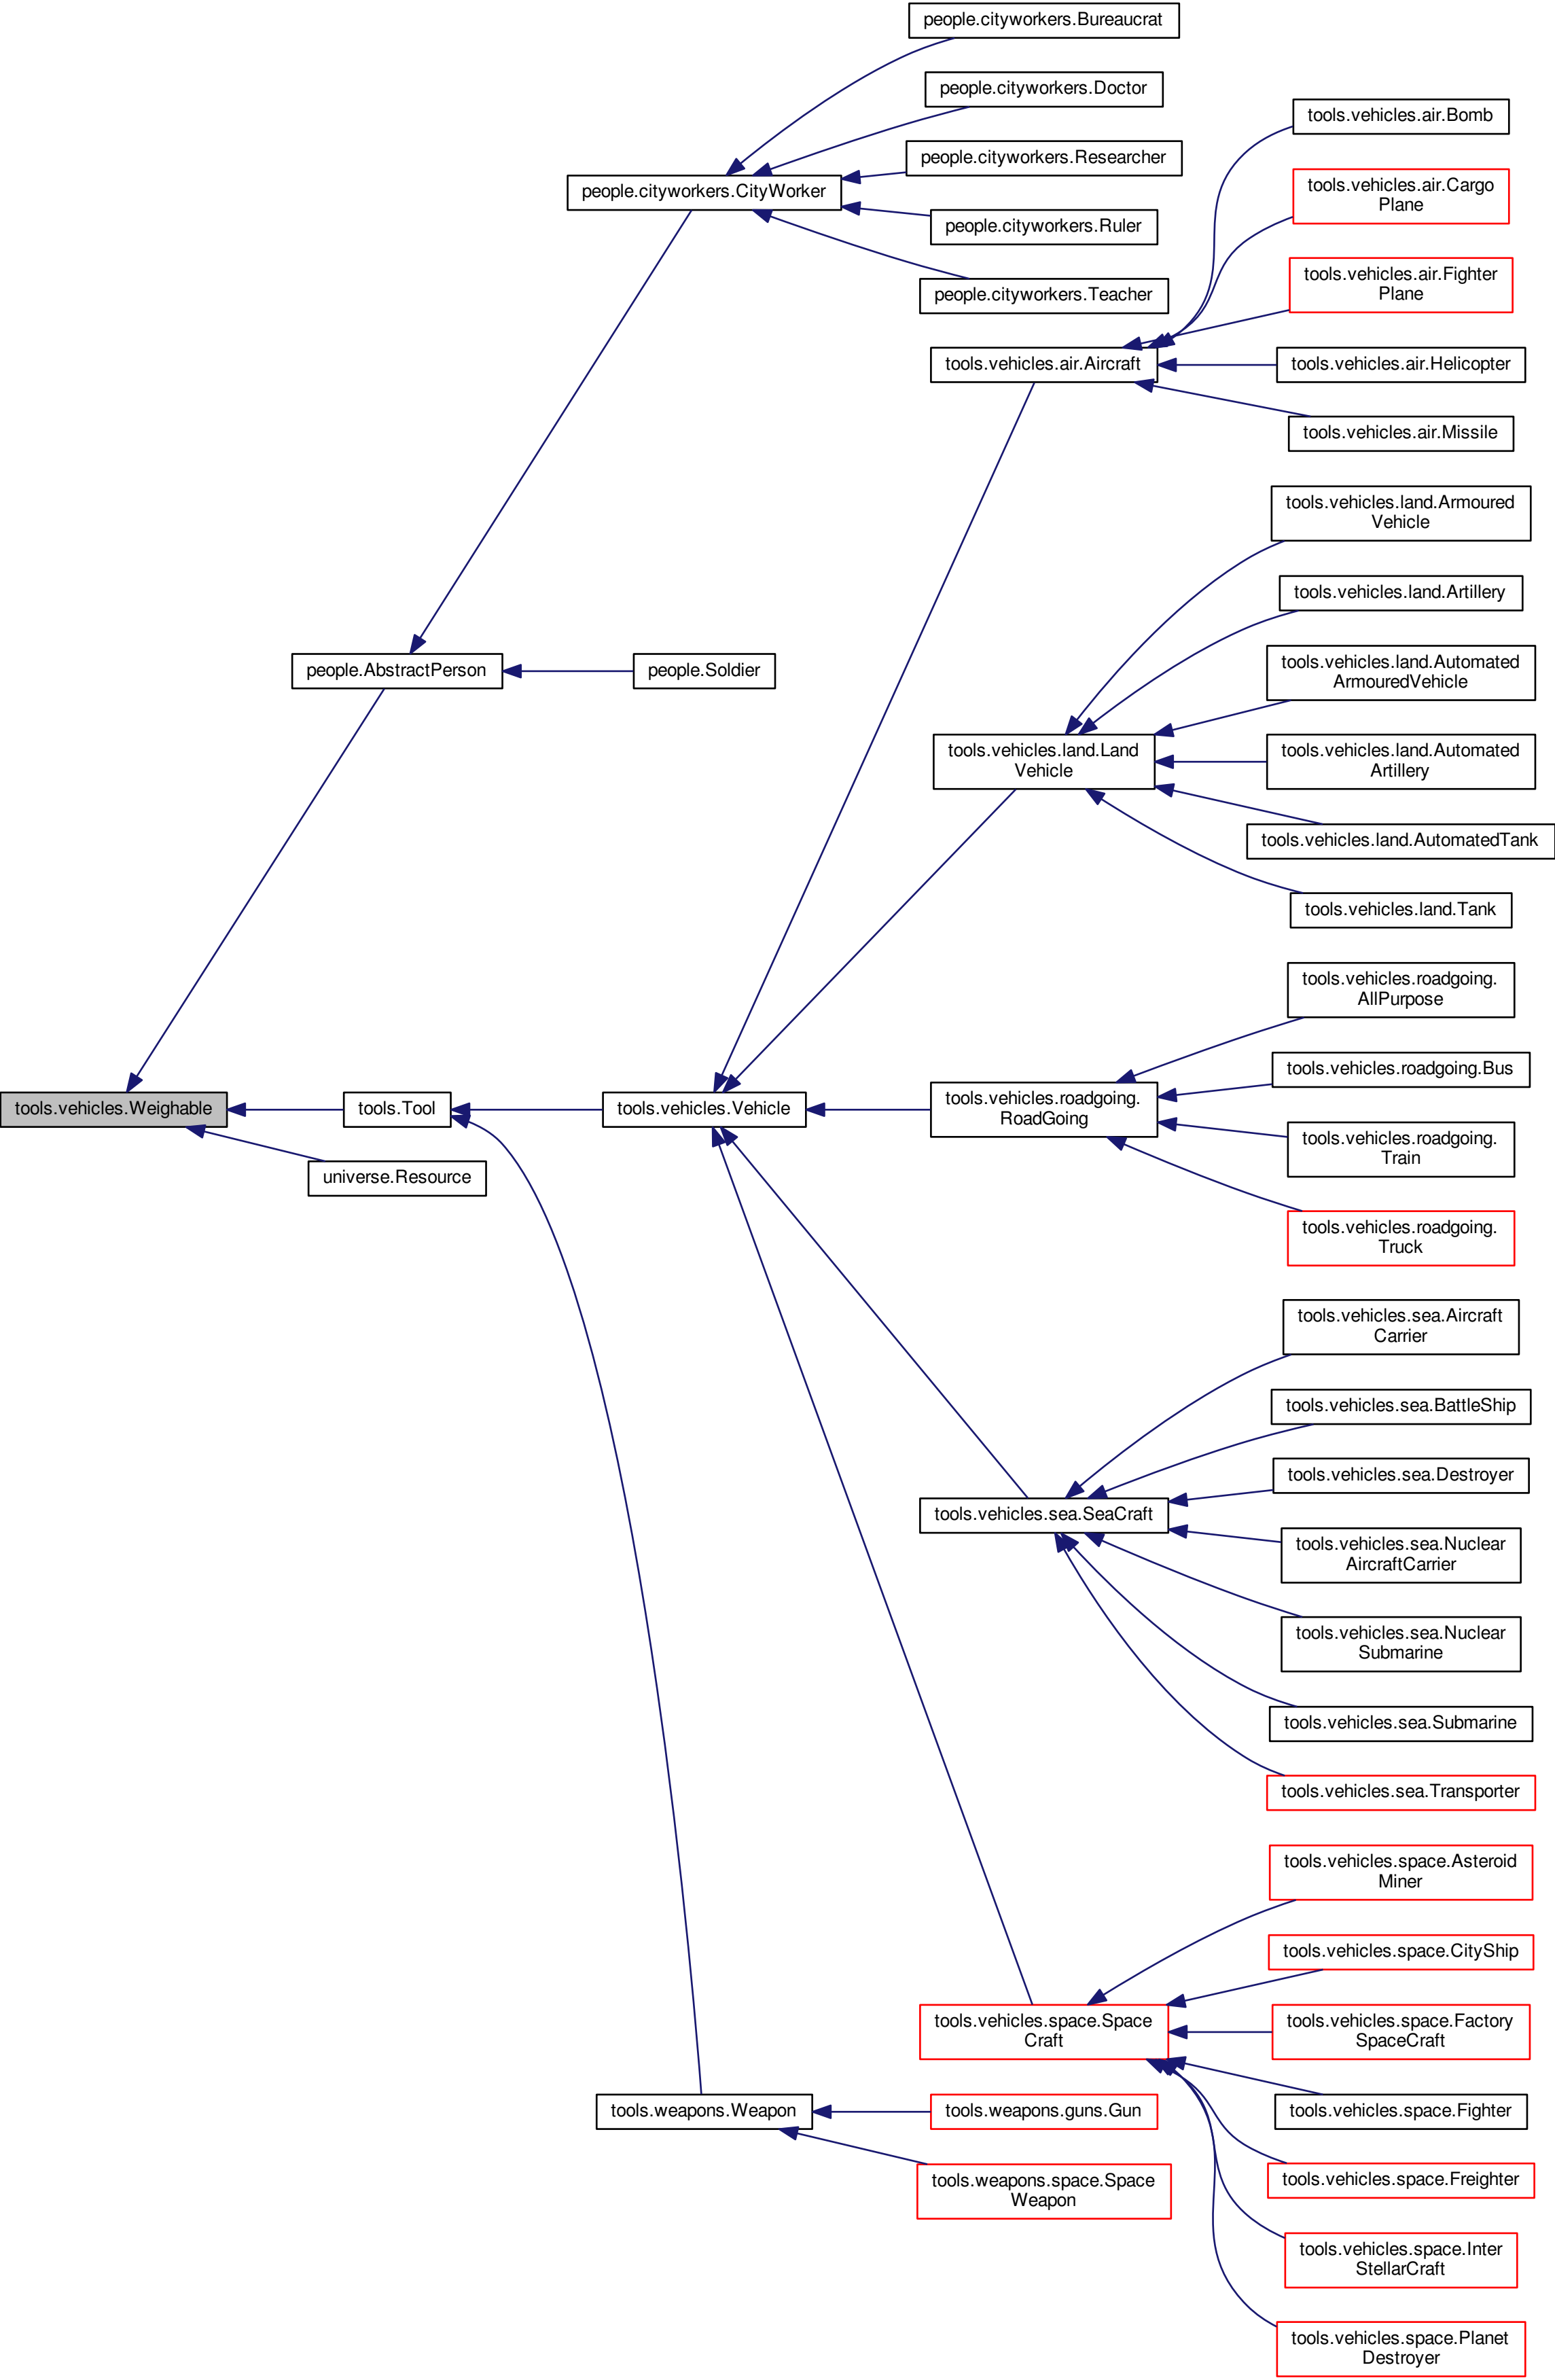 people.cityworkers.Bureaucrat
people.cityworkers.Doctor
people.cityworkers.Researcher
people.cityworkers.CityWorker
people.cityworkers.Ruler
people.cityworkers.Teacher
tools.vehicles.air.Bomb
tools.vehicles.air.Cargo
Plane
tools.vehicles.air.Fighter
Plane
tools.vehicles.air.Aircraft
tools.vehicles.air.Helicopter
tools.vehicles.air.Missile
tools.vehicles.land.Armoured
Vehicle
tools.vehicles.land.Artillery
people.AbstractPerson
people.Soldier
tools.vehicles.land.Automated
ArmouredVehicle
tools.vehicles.land.Land
Vehicle
tools.vehicles.land.Automated
Artillery
tools.vehicles.land.AutomatedTank
tools.vehicles.land.Tank
tools.vehicles.roadgoing.
AllPurpose
tools.vehicles.roadgoing.Bus
tools.vehicles.Weighable
tools.Tool
tools.vehicles.Vehicle
tools.vehicles.roadgoing.
RoadGoing
tools.vehicles.roadgoing.
Train
universe.Resource
tools.vehicles.roadgoing.
Truck
tools.vehicles.sea.Aircraft
Carrier
tools.vehicles.sea.BattleShip
tools.vehicles.sea.Destroyer
tools.vehicles.sea.SeaCraft
tools.vehicles.sea.Nuclear
AircraftCarrier
tools.vehicles.sea.Nuclear
Submarine
tools.vehicles.sea.Submarine
tools.vehicles.sea.Transporter
tools.vehicles.space.Asteroid
Miner
tools.vehicles.space.CityShip
tools.vehicles.space.Space
Craft
tools.vehicles.space.Factory
SpaceCraft
tools.weapons.Weapon
tools.weapons.guns.Gun
tools.vehicles.space.Fighter
tools.weapons.space.Space
Weapon
tools.vehicles.space.Freighter
tools.vehicles.space.Inter
StellarCraft
tools.vehicles.space.Planet
Destroyer